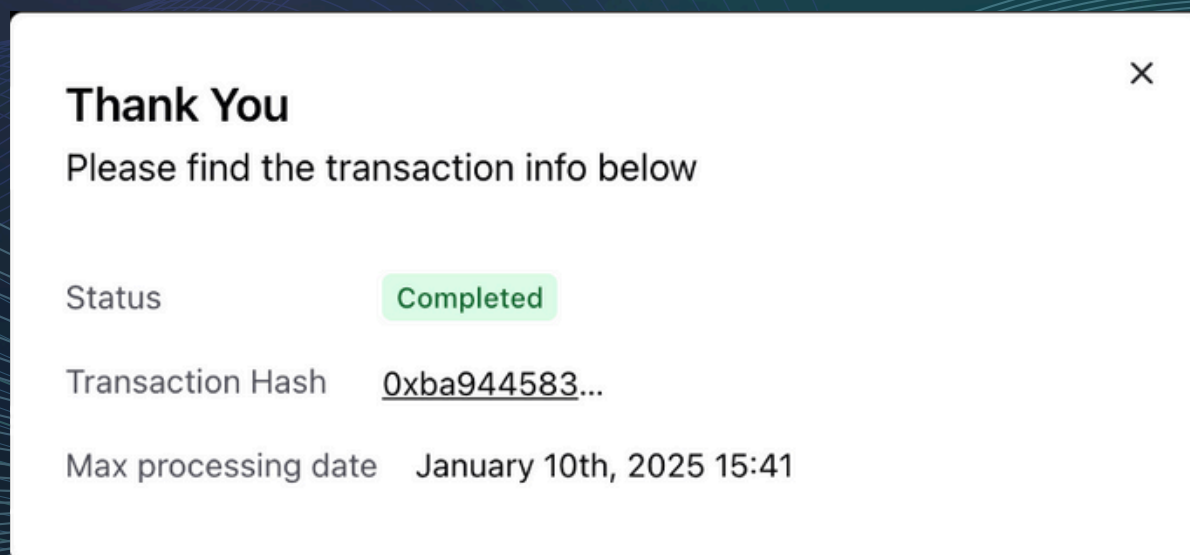 Thank You
Please find the transaction info below
Status Completed
Transaction Hash 0xba944583...
Max processing date January 10th, 2025 15:41